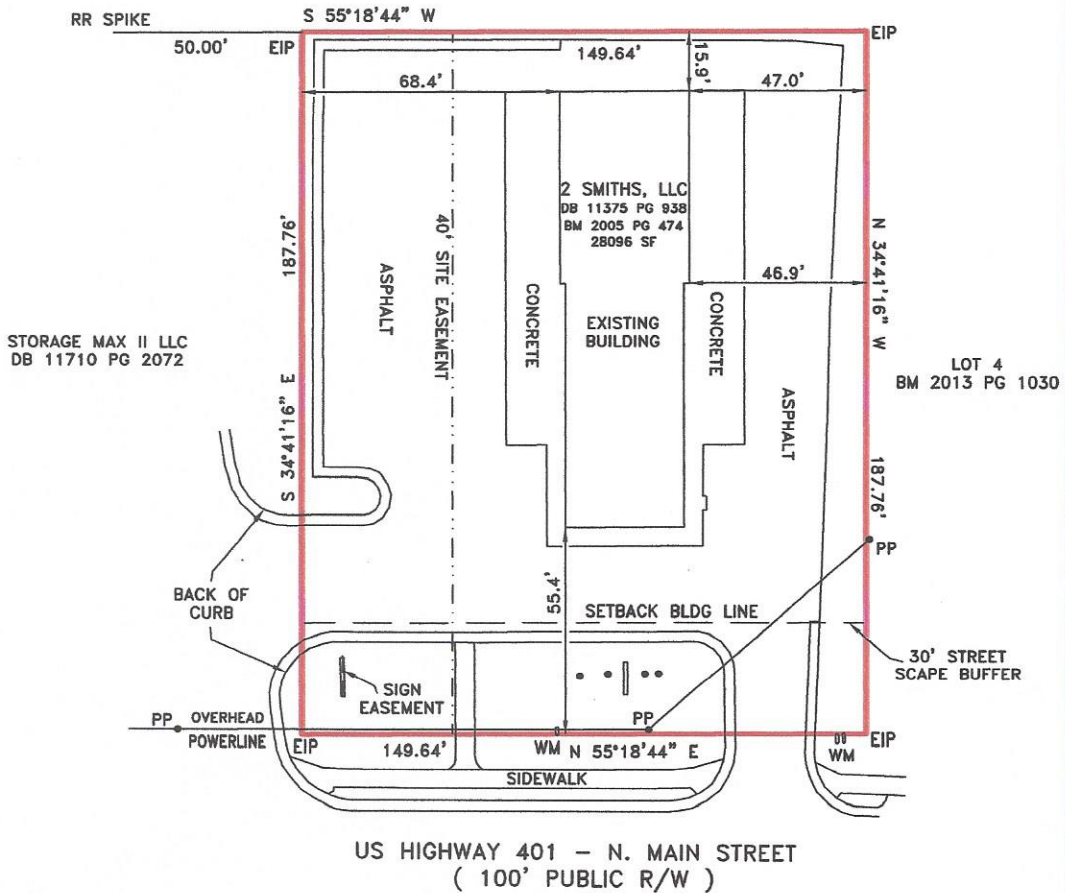 S 55°18'44" W
RR SPIKE
50.00'
EIP
EIP
149.64'
15.9'
68.4'
47.0'
2 SMITHS, LLC
DB 11375 PG 938
BM 2005 PG 474
28096 SF
187.76'
40' SITE EASEMENT
N 34°41'16" W
ASPHALT
46.9'
CONCRETE
EXISTING
BUILDING
CONCRETE
STORAGE MAX II LLC
DB 11710 PG 2072
LOT 4
BM 2013 PG 1030
S 34°41'16" E
ASPHALT
187.76'
PP
BACK OF
CURB
55.4'
SETBACK BLDG LINE
30' STREET
SCAPE BUFFER
SIGN
EASEMENT
PP
OVERHEAD
POWERLINE
PP
EIP
149.64'
WM
N 55°18'44" E
EIP
WM
SIDEWALK
US HIGHWAY 401 – N. MAIN STREET
( 100' PUBLIC R/W )